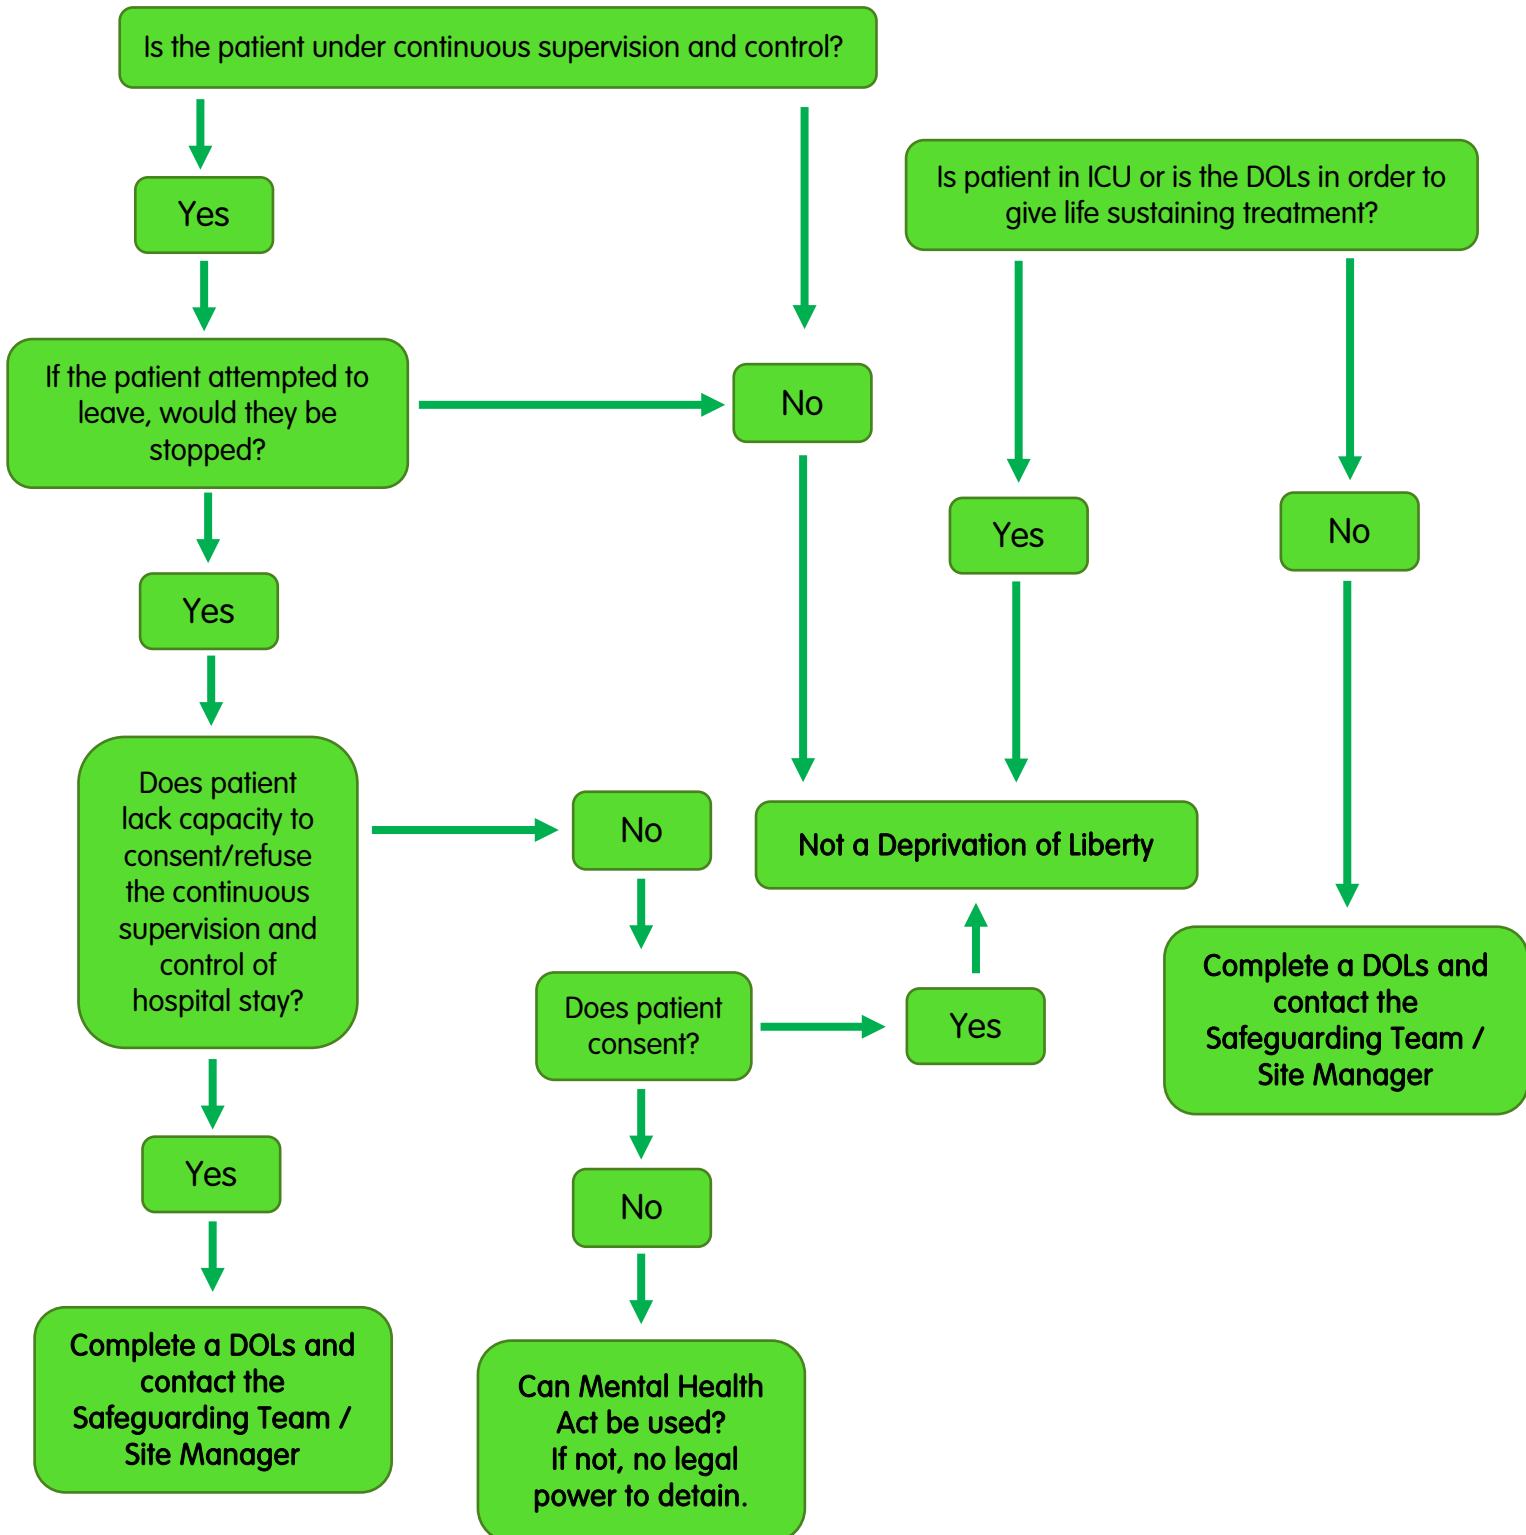 Is the patient under continuous supervision and control?
Is patient in ICU or is the DOLs in order to
give life sustaining treatment?
Yes
If the patient attempted to
leave, would they be
stopped?
No
Yes
No
Yes
Does patient
lack capacity to
consent/refuse
the continuous
supervision and
control of
hospital stay?
No
Not a Deprivation of Liberty
Does patient
consent?
Yes
Complete a DOLs and
contact the
Safeguarding Team /
Site Manager
Yes
No
Complete a DOLs and
contact the
Safeguarding Team /
Site Manager
Can Mental Health
Act be used?
If not, no legal
power to detain.